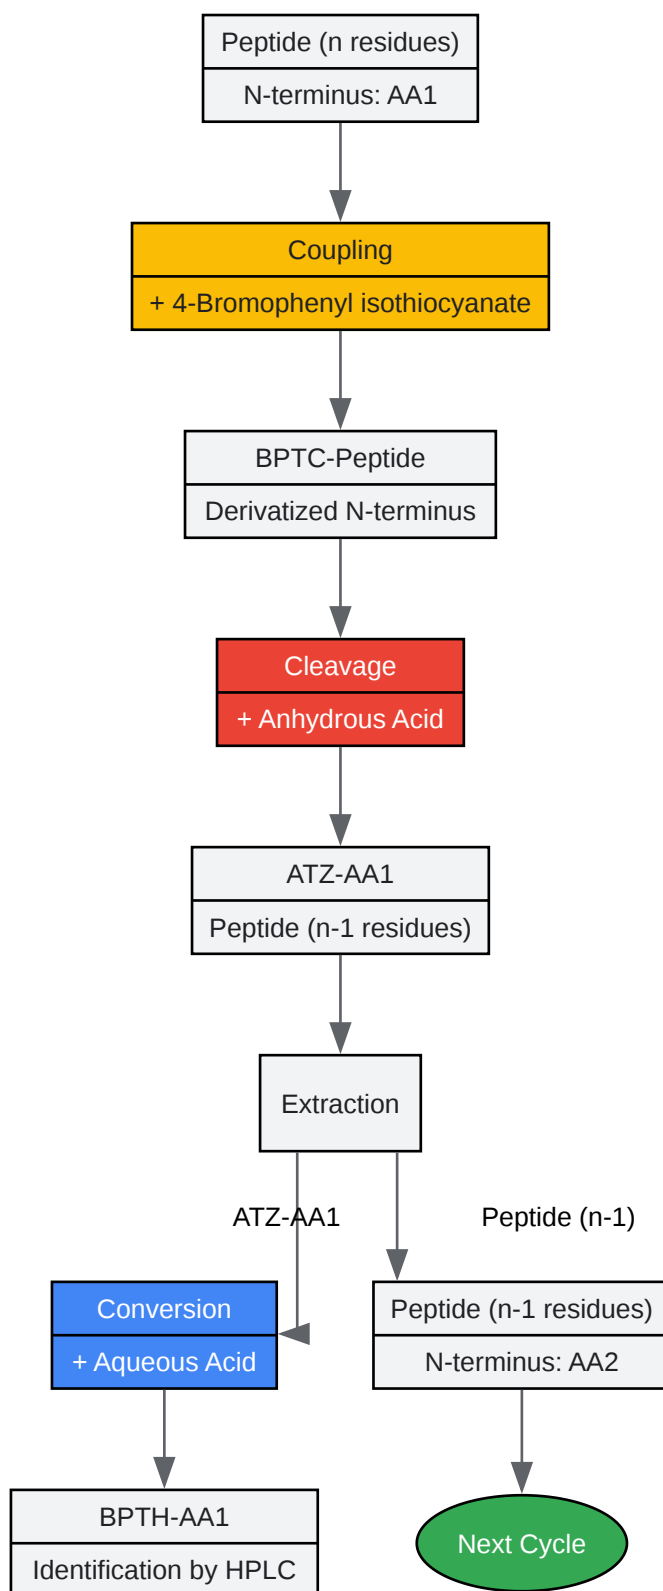 Peptide (n residues)
N-terminus: AA1
Coupling
+ 4-Bromophenyl isothiocyanate
BPTC-Peptide
Derivatized N-terminus
Cleavage
+ Anhydrous Acid
ATZ-AA1
Peptide (n-1 residues)
Extraction
ATZ-AA1
Peptide (n-1)
Conversion
+ Aqueous Acid
Peptide (n-1 residues)
N-terminus: AA2
BPTH-AA1
Identification by HPLC
Next Cycle